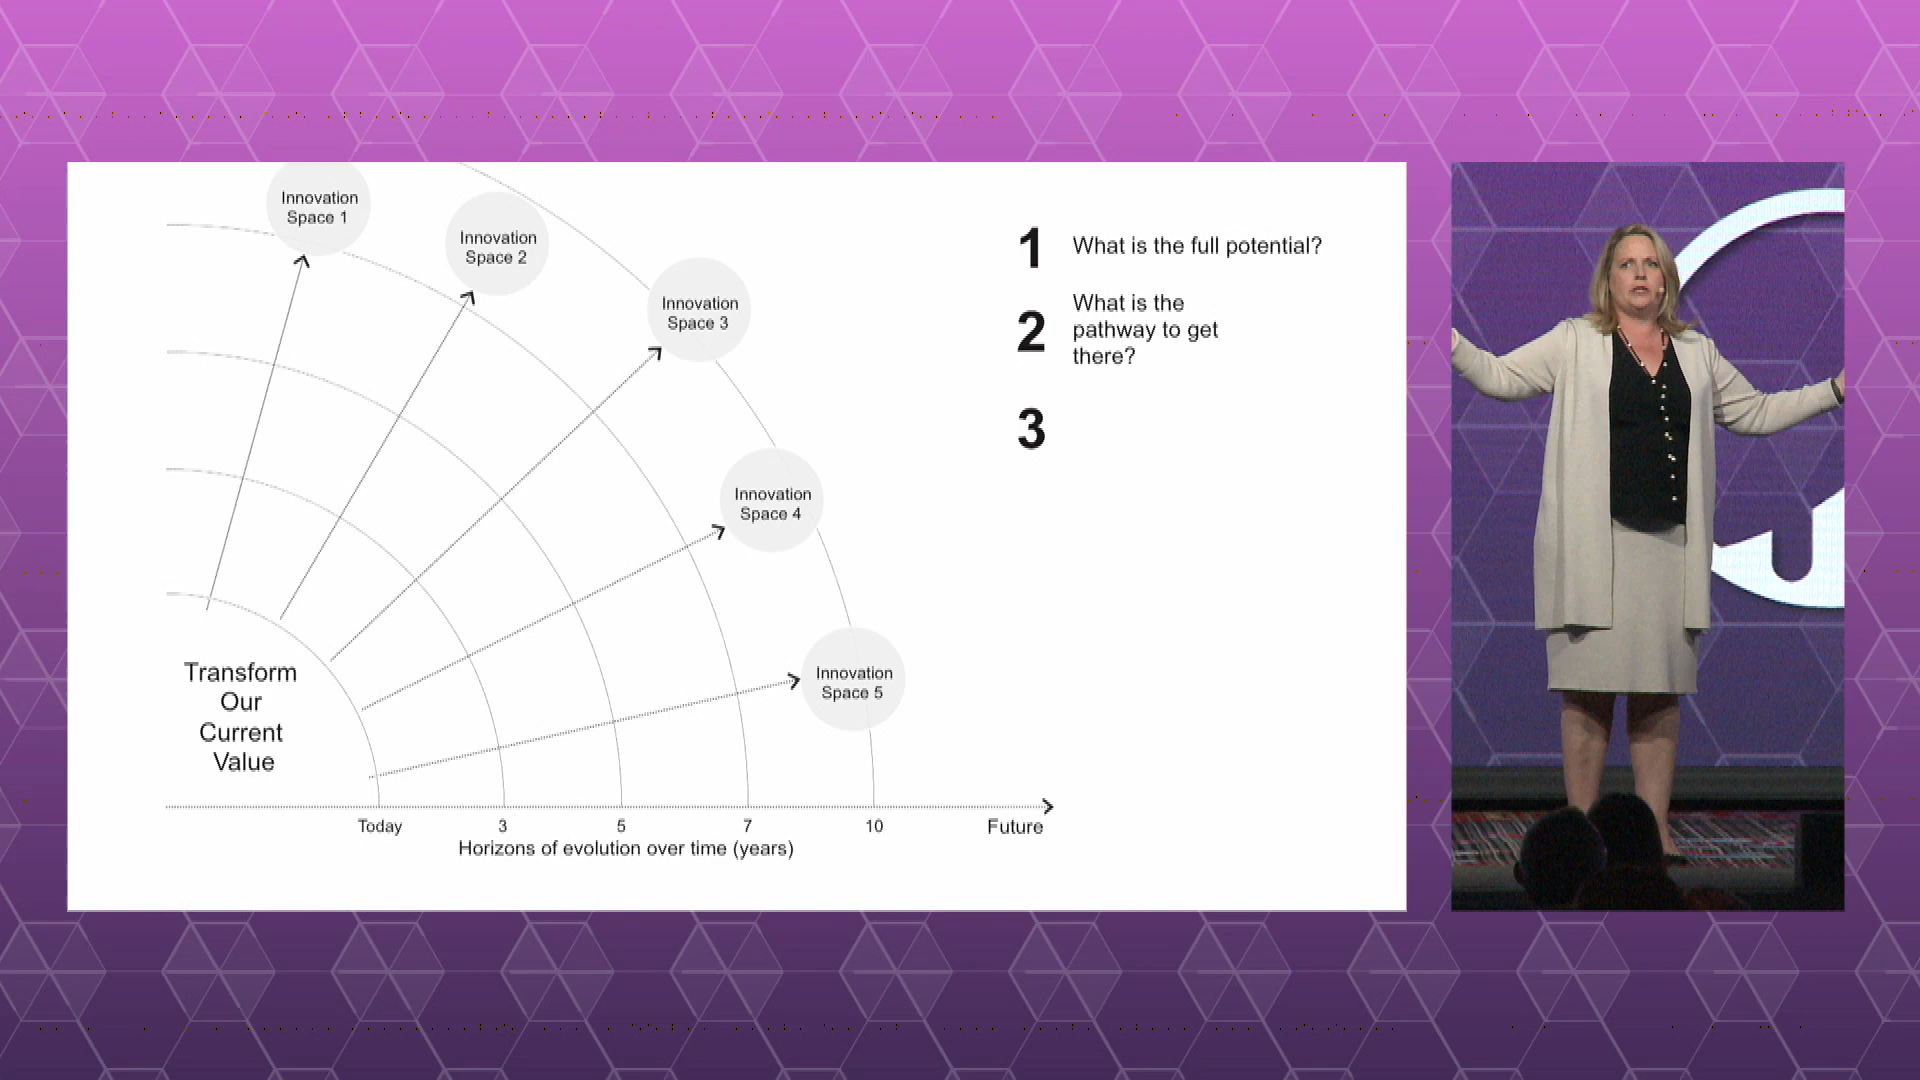 Innovation
Space 1
Innovation
Space 2
Innovation
Space 3
Innovation
Space 4
Innovation
Space 5
Transform
Our
Current
Value
Today
3
5
7
10
Future
Horizons of evolution over time (years)
1
What is the full potential?
2
What is the
pathway to get
there?
3